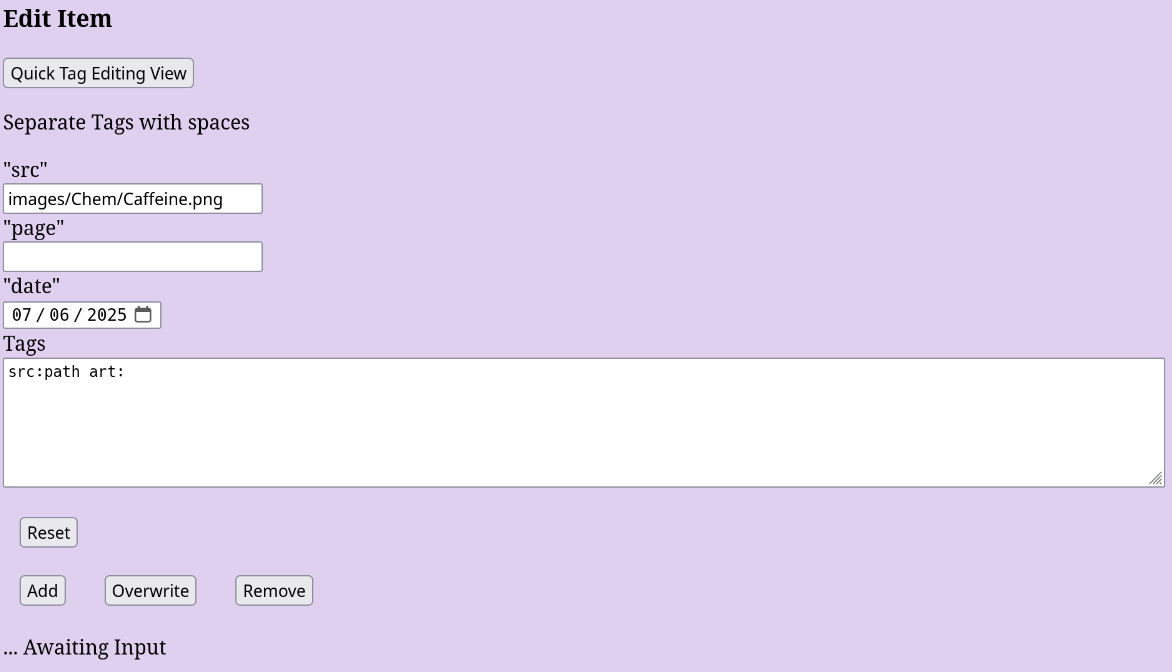 Edit Item
Quick Tag Editing View
Separate Tags with spaces
"src"
images/Chem/Caffeine.png
"page"
"date"
07 / 06 / 2025
Tags
src:path art:
Reset
Add Overwrite Remove
... Awaiting Input